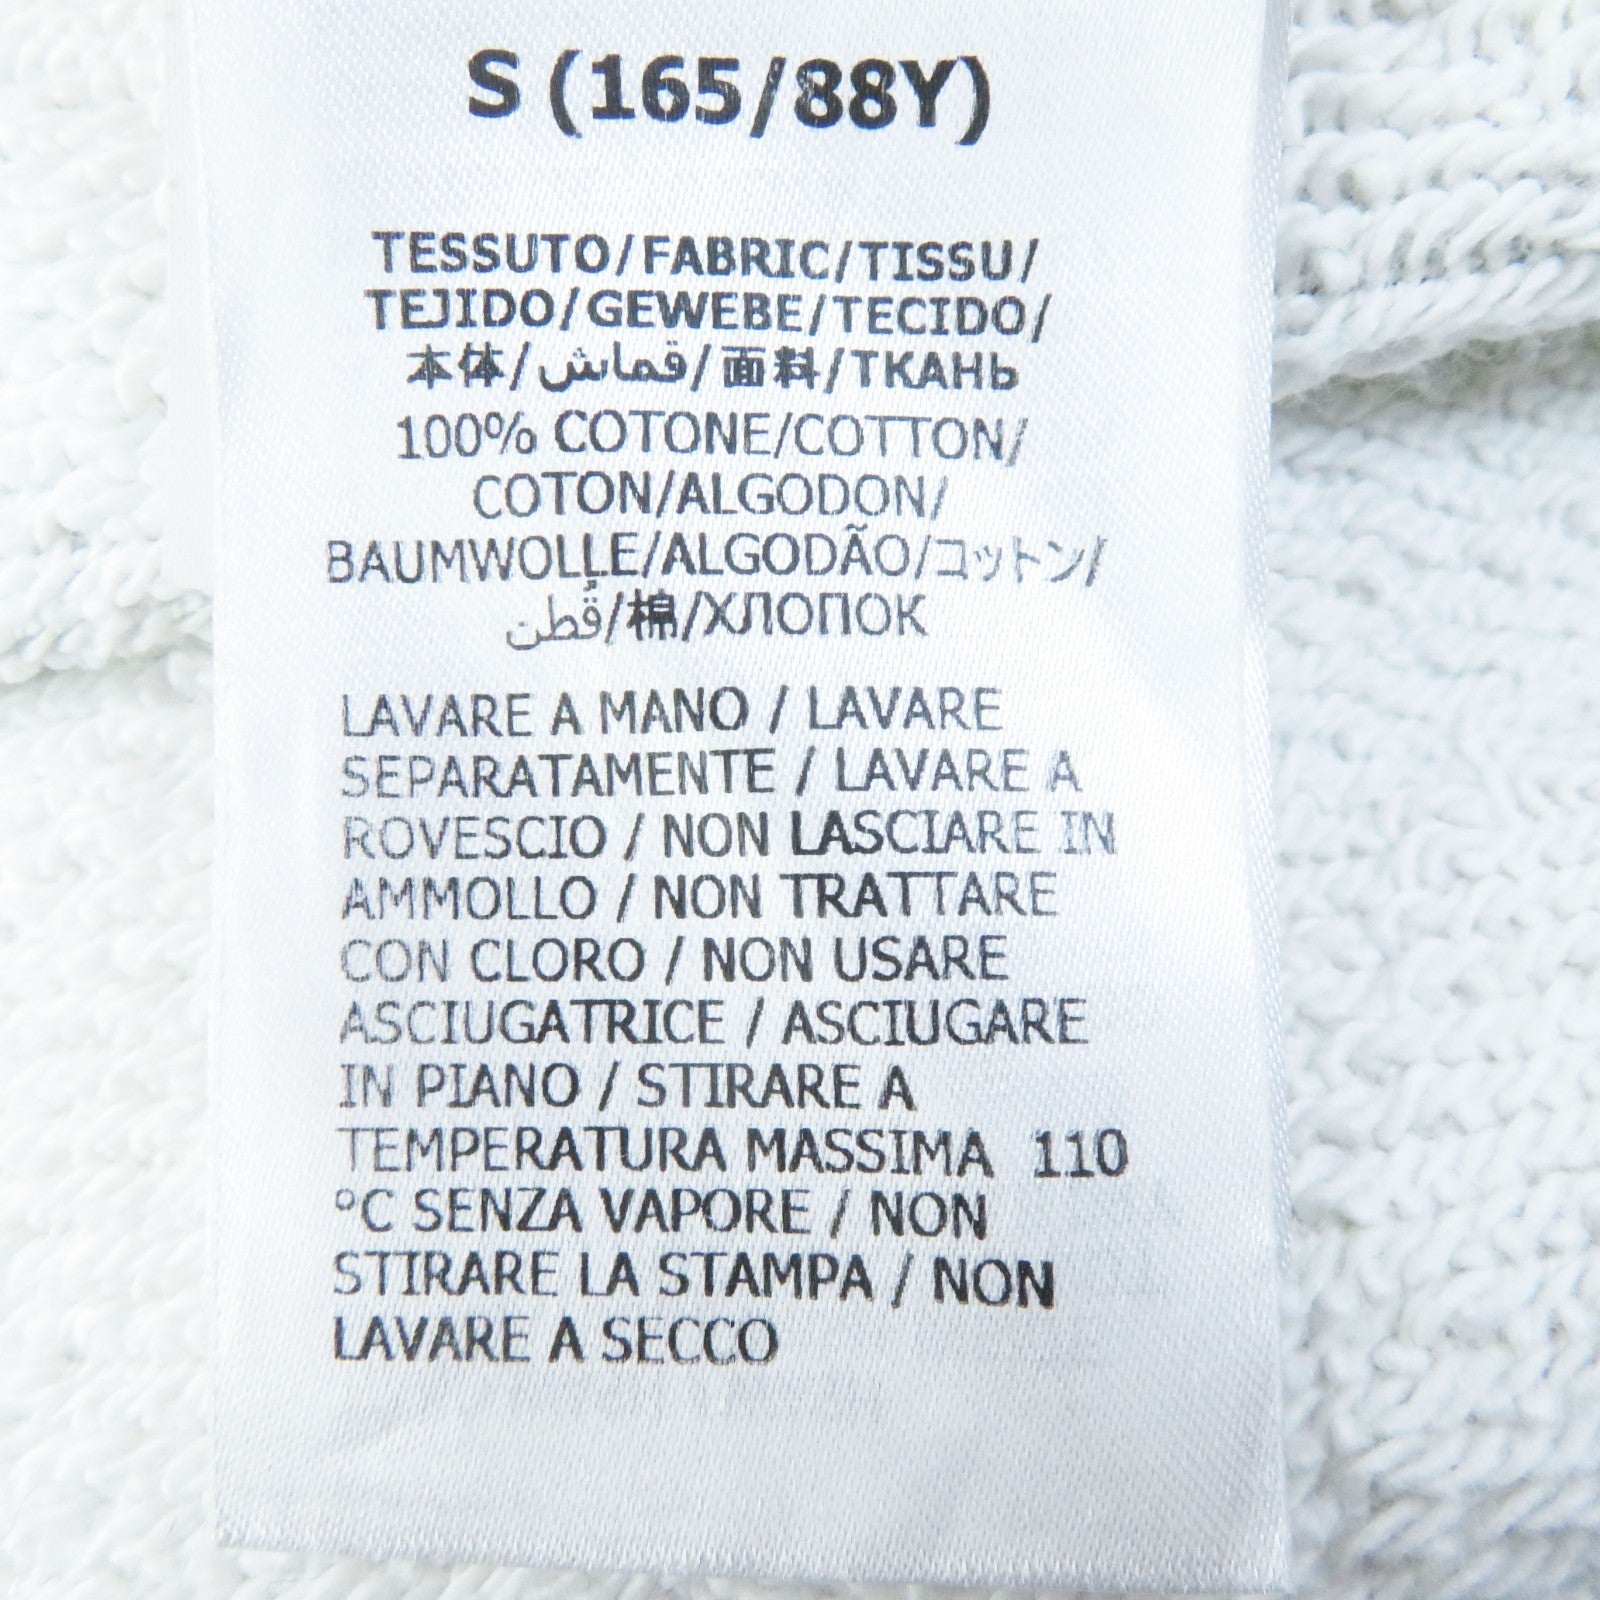 S (165/88Y)
TESSUTO/FABRIC/TISSU/
TEJIDO/GEWEBE/TECIDO/
本体/قماش/面料/ТКАНЬ
100% COTONE/COTTON/
COTON/ALGODON/
BAUMWOLLE/ALGODÃO/コットン/
قُطن/棉/ХЛОПОК
LAVARE A MANO / LAVARE
SEPARATAMENTE / LAVARE A
ROVESCIO / NON LASCIARE IN
AMMOLLO / NON TRATTARE
CON CLORO / NON USARE
ASCIUGATRICE / ASCIUGARE
IN PIANO / STIRARE A
TEMPERATURA MASSIMA 110
°C SENZA VAPORE / NON
STIRARE LA STAMPA / NON
LAVARE A SECCO